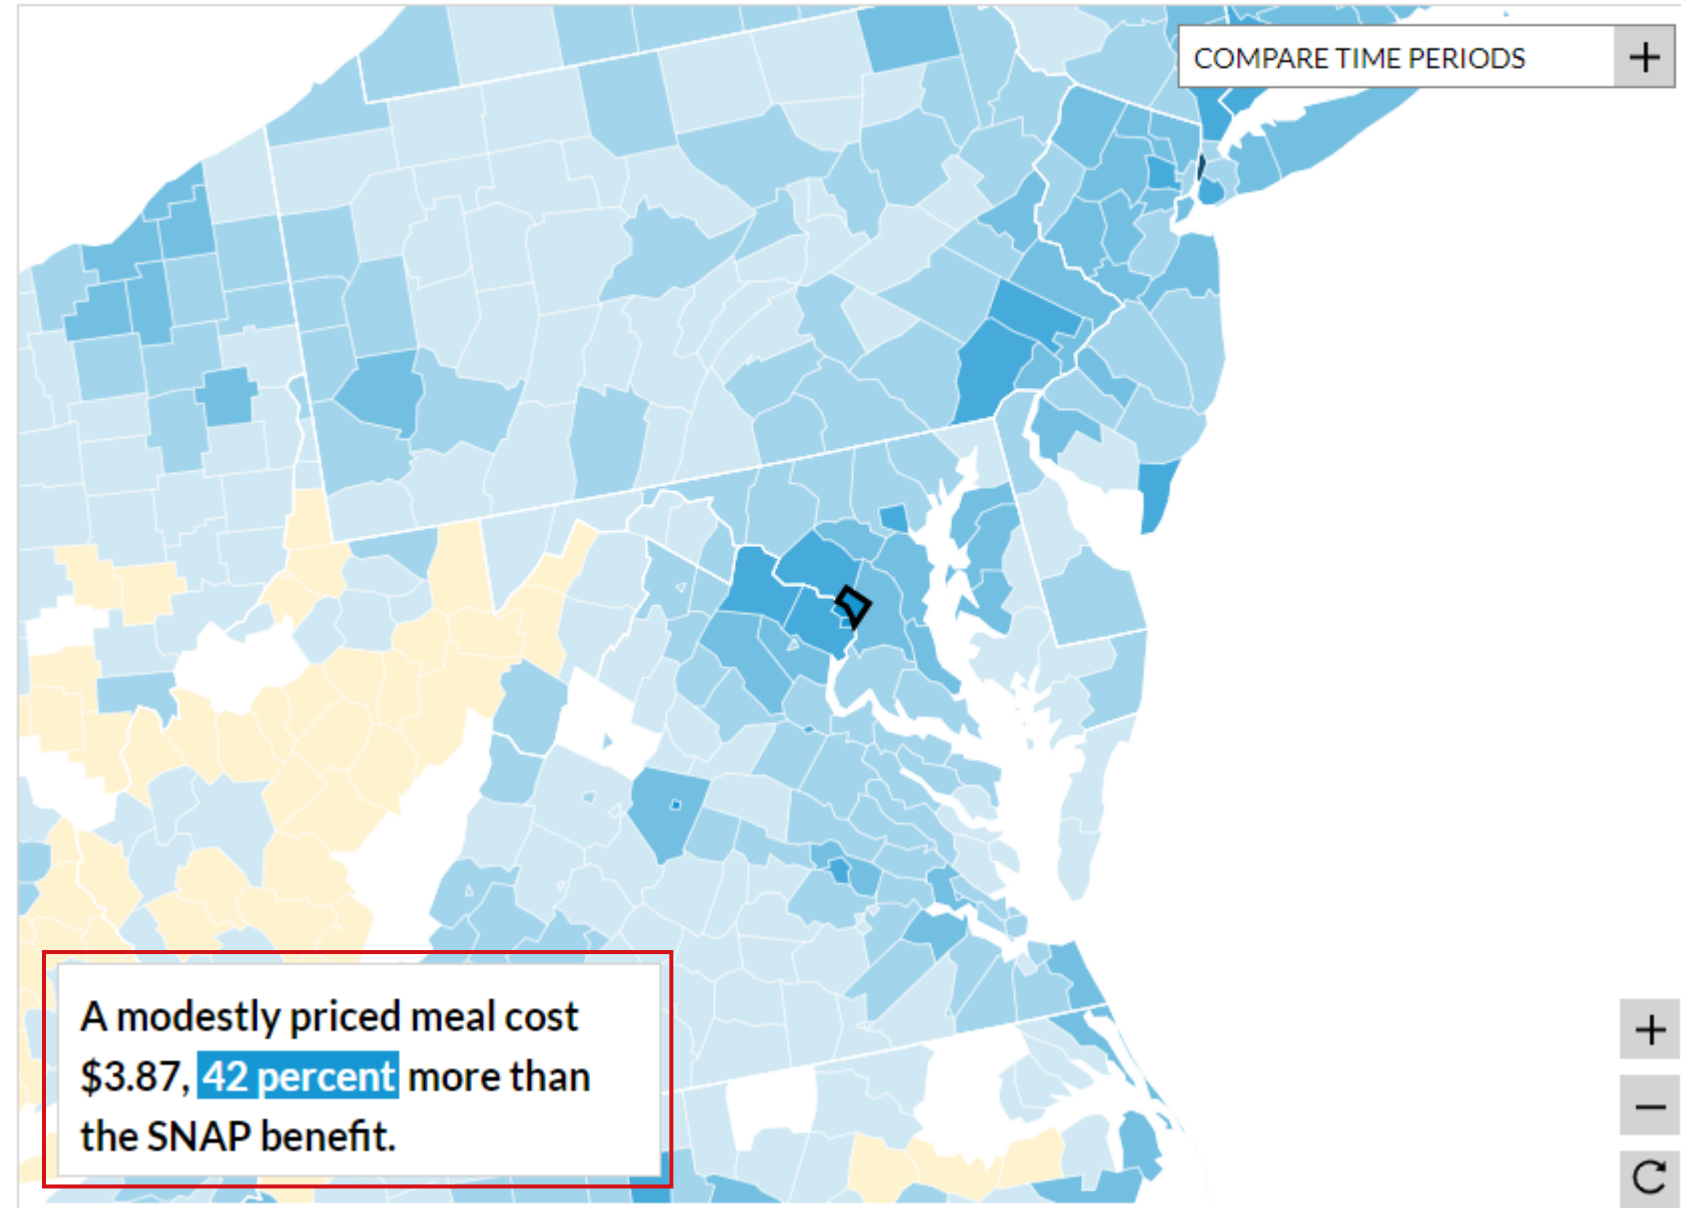 COMPARE TIME PERIODS +
A modestly priced meal cost
$3.87, 42 percent more than
the SNAP benefit.
+
−